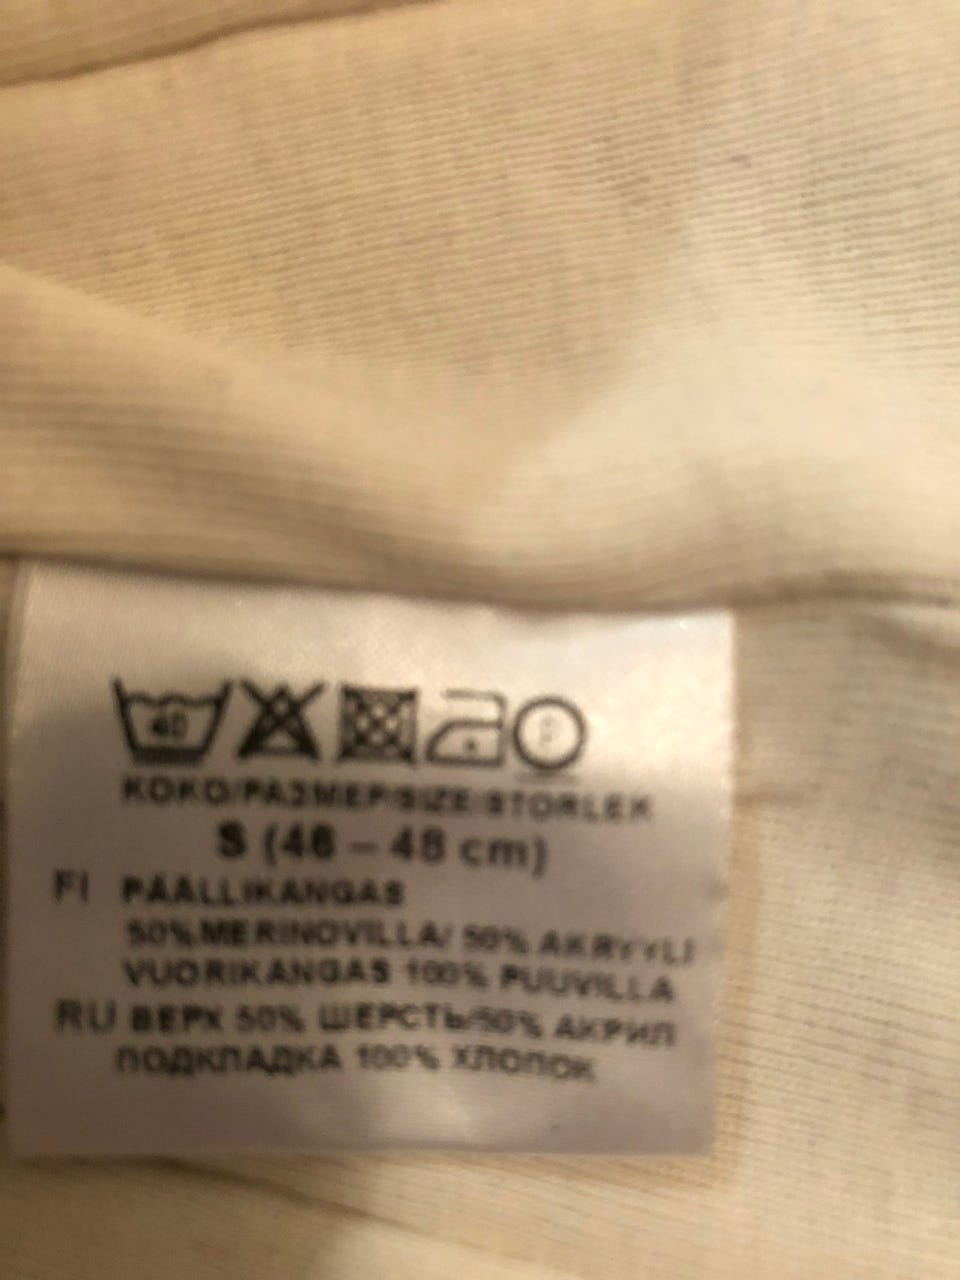 40 P
KOKO/РАЗМЕР/SIZE/STORLEK
S (46 – 48 cm)
FI PÄÄLLIKANGAS
50%MERINOVILLA/ 50% AKRYYLI
VUORIKANGAS 100% PUUVILLA
RU ВЕРХ 50% ШЕРСТЬ/50% АКРИЛ
ПОДКЛАДКА 100% ХЛОПОК